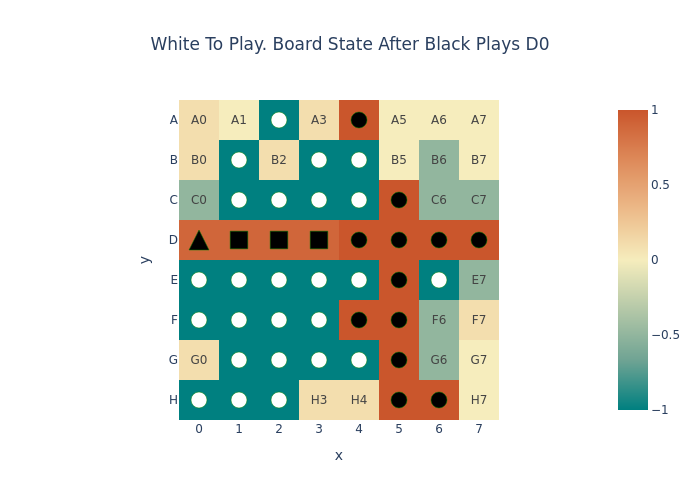 White To Play. Board State After Black Plays D0
A A0 A1 A3 A5 A6 A7
B B0 B2 B5 B6 B7
C C0 C6 C7
D
E E7
F F6 F7
G G0 G6 G7
H H3 H4 H7
0 1 2 3 4 5 6 7
x
y
1
0.5
0
−0.5
−1